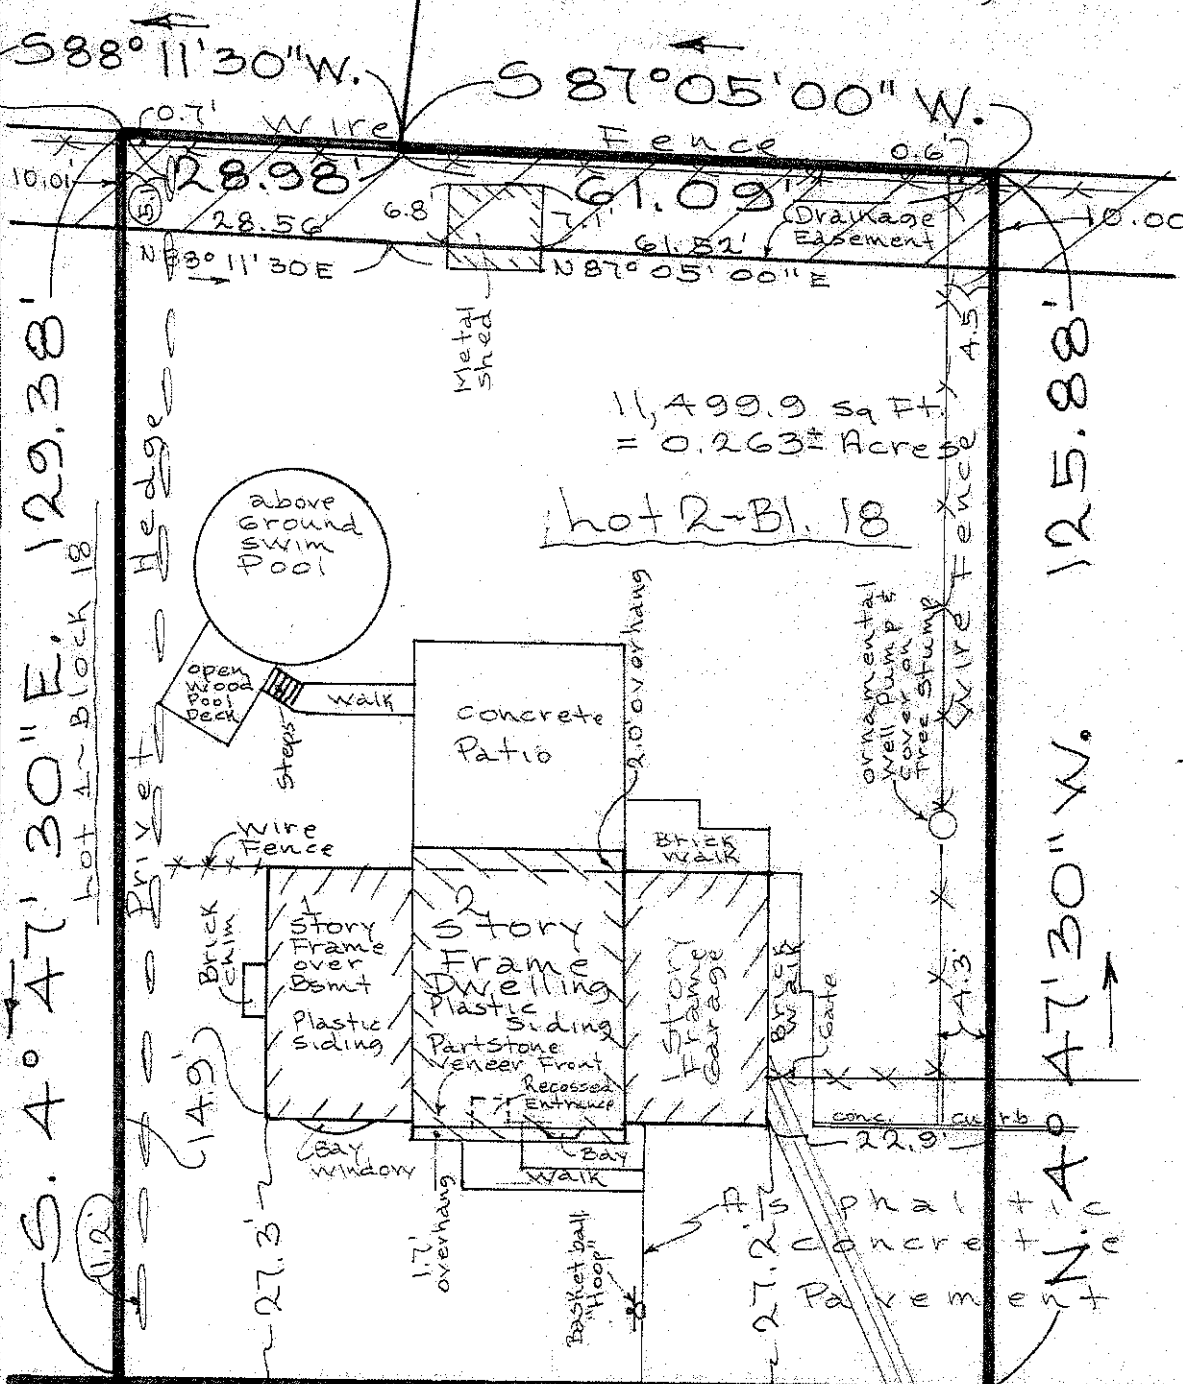 S 88° 11' 30" W.
S 87° 05' 00" W.
0.7'
Wire
Fence
0.6'
10.01'
28.98'
61.09'
10.00
28.56'
6.8'
7.1'
61.52'
Drainage
Easement
N 88° 11' 30 E
N 87° 05' 00" E
Metal
shed
4.5'
S. 4° 47' 30" E. 129.38'
Lot 1~Block 18
Privet Hedge
11,499.9 sq Ft.
= 0.263± Acres
Lot 2~Bl. 18
N. 4° 47' 30" W. 125.88'
Wire Fence
above
Ground
Swim
Pool
open
Wood
Pool
Deck
Steps
Walk
Concrete
Patio
2.0' overhang
ornamental
Well Pump &
Cover on
Tree Stump
Wire
Fence
Brick
Walk
Brick
Chim
1
Story
Frame
over
Bsmt
Plastic
Siding
2
Story
Frame
Dwelling
Plastic
Siding
Part Stone
Veneer Front
Recessed
Entrance
1 Story
Frame
Garage
Brick
Walk
Gate
4.3'
14.9'
Bay
Window
Bay
Walk
conc. curb
22.9'
1.2'
27.3'
1.7'
overhang
Basket ball
"Hoop"
27.2'
Asphaltic
Concrete
Pavement